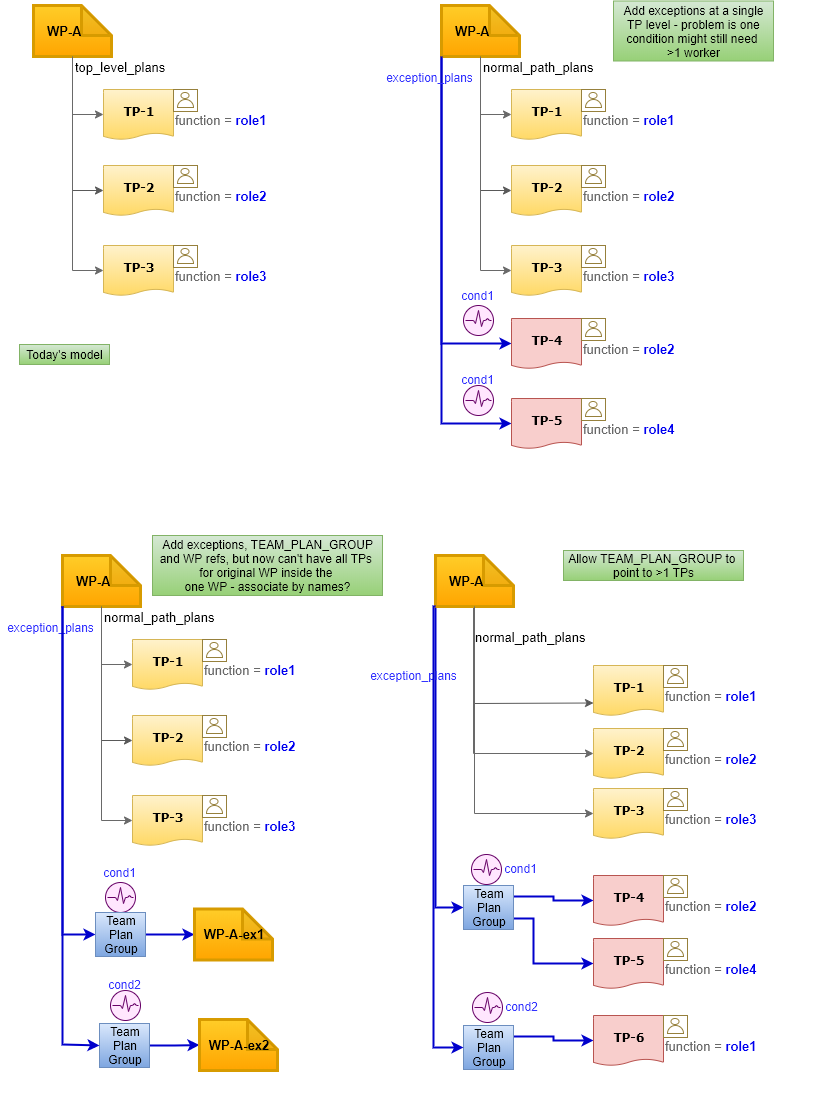 WP-A
top_level_plans
TP-1
function = role1
TP-2
function = role2
TP-3
function = role3
Today's model
WP-A
Add exceptions at a single
TP level - problem is one
condition might still need
>1 worker
exception_plans
normal_path_plans
TP-1
function = role1
TP-2
function = role2
TP-3
function = role3
cond1
TP-4
function = role2
cond1
TP-5
function = role4
Add exceptions, TEAM_PLAN_GROUP
and WP refs, but now can't have all TPs
for original WP inside the
one WP - associate by names?
WP-A
exception_plans
normal_path_plans
TP-1
function = role1
TP-2
function = role2
TP-3
function = role3
cond1
Team
Plan
Group
WP-A-ex1
cond2
Team
Plan
Group
WP-A-ex2
Allow TEAM_PLAN_GROUP to
point to >1 TPs
WP-A
normal_path_plans
exception_plans
TP-1
function = role1
TP-2
function = role2
TP-3
function = role3
cond1
Team
Plan
Group
TP-4
function = role2
TP-5
function = role4
cond2
Team
Plan
Group
TP-6
function = role1